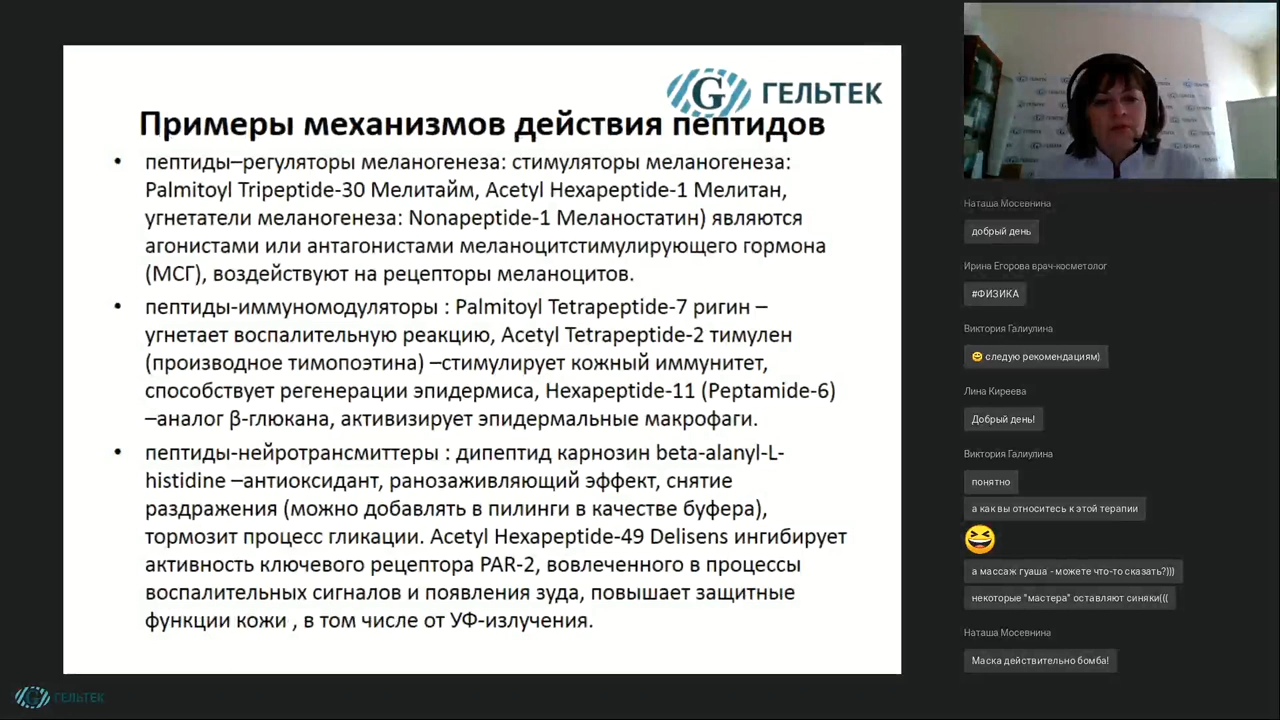 ГЕЛЬТЕК
Примеры механизмов действия пептидов
• пептиды–регуляторы меланогенеза: стимуляторы меланогенеза:
Palmitoyl Tripeptide-30 Мелитайм, Acetyl Hexapeptide-1 Мелитан,
угнетатели меланогенеза: Nonapeptide-1 Меланостатин) являются
агонистами или антагонистами меланоцитстимулирующего гормона
(МСГ), воздействуют на рецепторы меланоцитов.
• пептиды-иммуномодуляторы : Palmitoyl Tetrapeptide-7 ригин –
угнетает воспалительную реакцию, Acetyl Tetrapeptide-2 тимулен
(производное тимопоэтина) –стимулирует кожный иммунитет,
способствует регенерации эпидермиса, Hexapeptide-11 (Peptamide-6)
–аналог β-глюкана, активизирует эпидермальные макрофаги.
• пептиды-нейротрансмиттеры : дипептид карнозин beta-alanyl-L-
histidine –антиоксидант, ранозаживляющий эффект, снятие
раздражения (можно добавлять в пилинги в качестве буфера),
тормозит процесс гликации. Acetyl Hexapeptide-49 Delisens ингибирует
активность ключевого рецептора PAR-2, вовлеченного в процессы
воспалительных сигналов и появления зуда, повышает защитные
функции кожи , в том числе от УФ-излучения.
ГЕЛЬТЕК
Наташа Мосевнина
добрый день
Ирина Егорова врач-косметолог
#ФИЗИКА
Виктория Галиулина
😀 следую рекомендациям)
Лина Киреева
Добрый день!
Виктория Галиулина
понятно
а как вы относитесь к этой терапии
😆
а массаж гуаша - можете что-то сказать?)))
некоторые "мастера" оставляют синяки(((
Наташа Мосевнина
Маска действительно бомба!